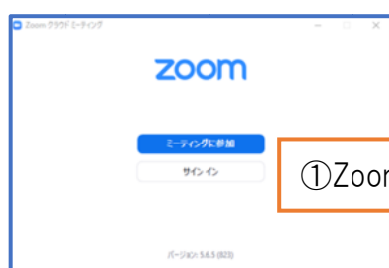 Zoom クラウド ミーティング
zoom
ミーティングに参加
サイン イン
①Zoom
バージョン: 5.4.5 (823)